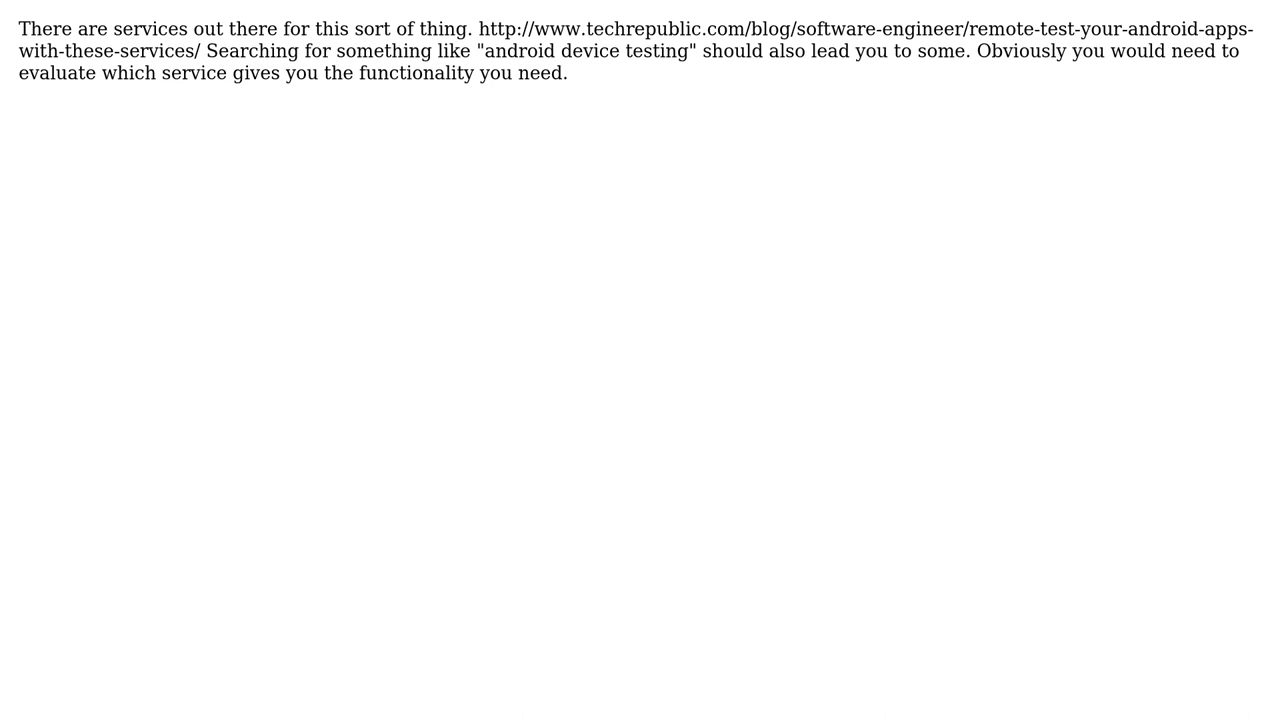 There are services out there for this sort of thing. http://www.techrepublic.com/blog/software-engineer/remote-test-your-android-apps-
with-these-services/ Searching for something like "android device testing" should also lead you to some. Obviously you would need to
evaluate which service gives you the functionality you need.